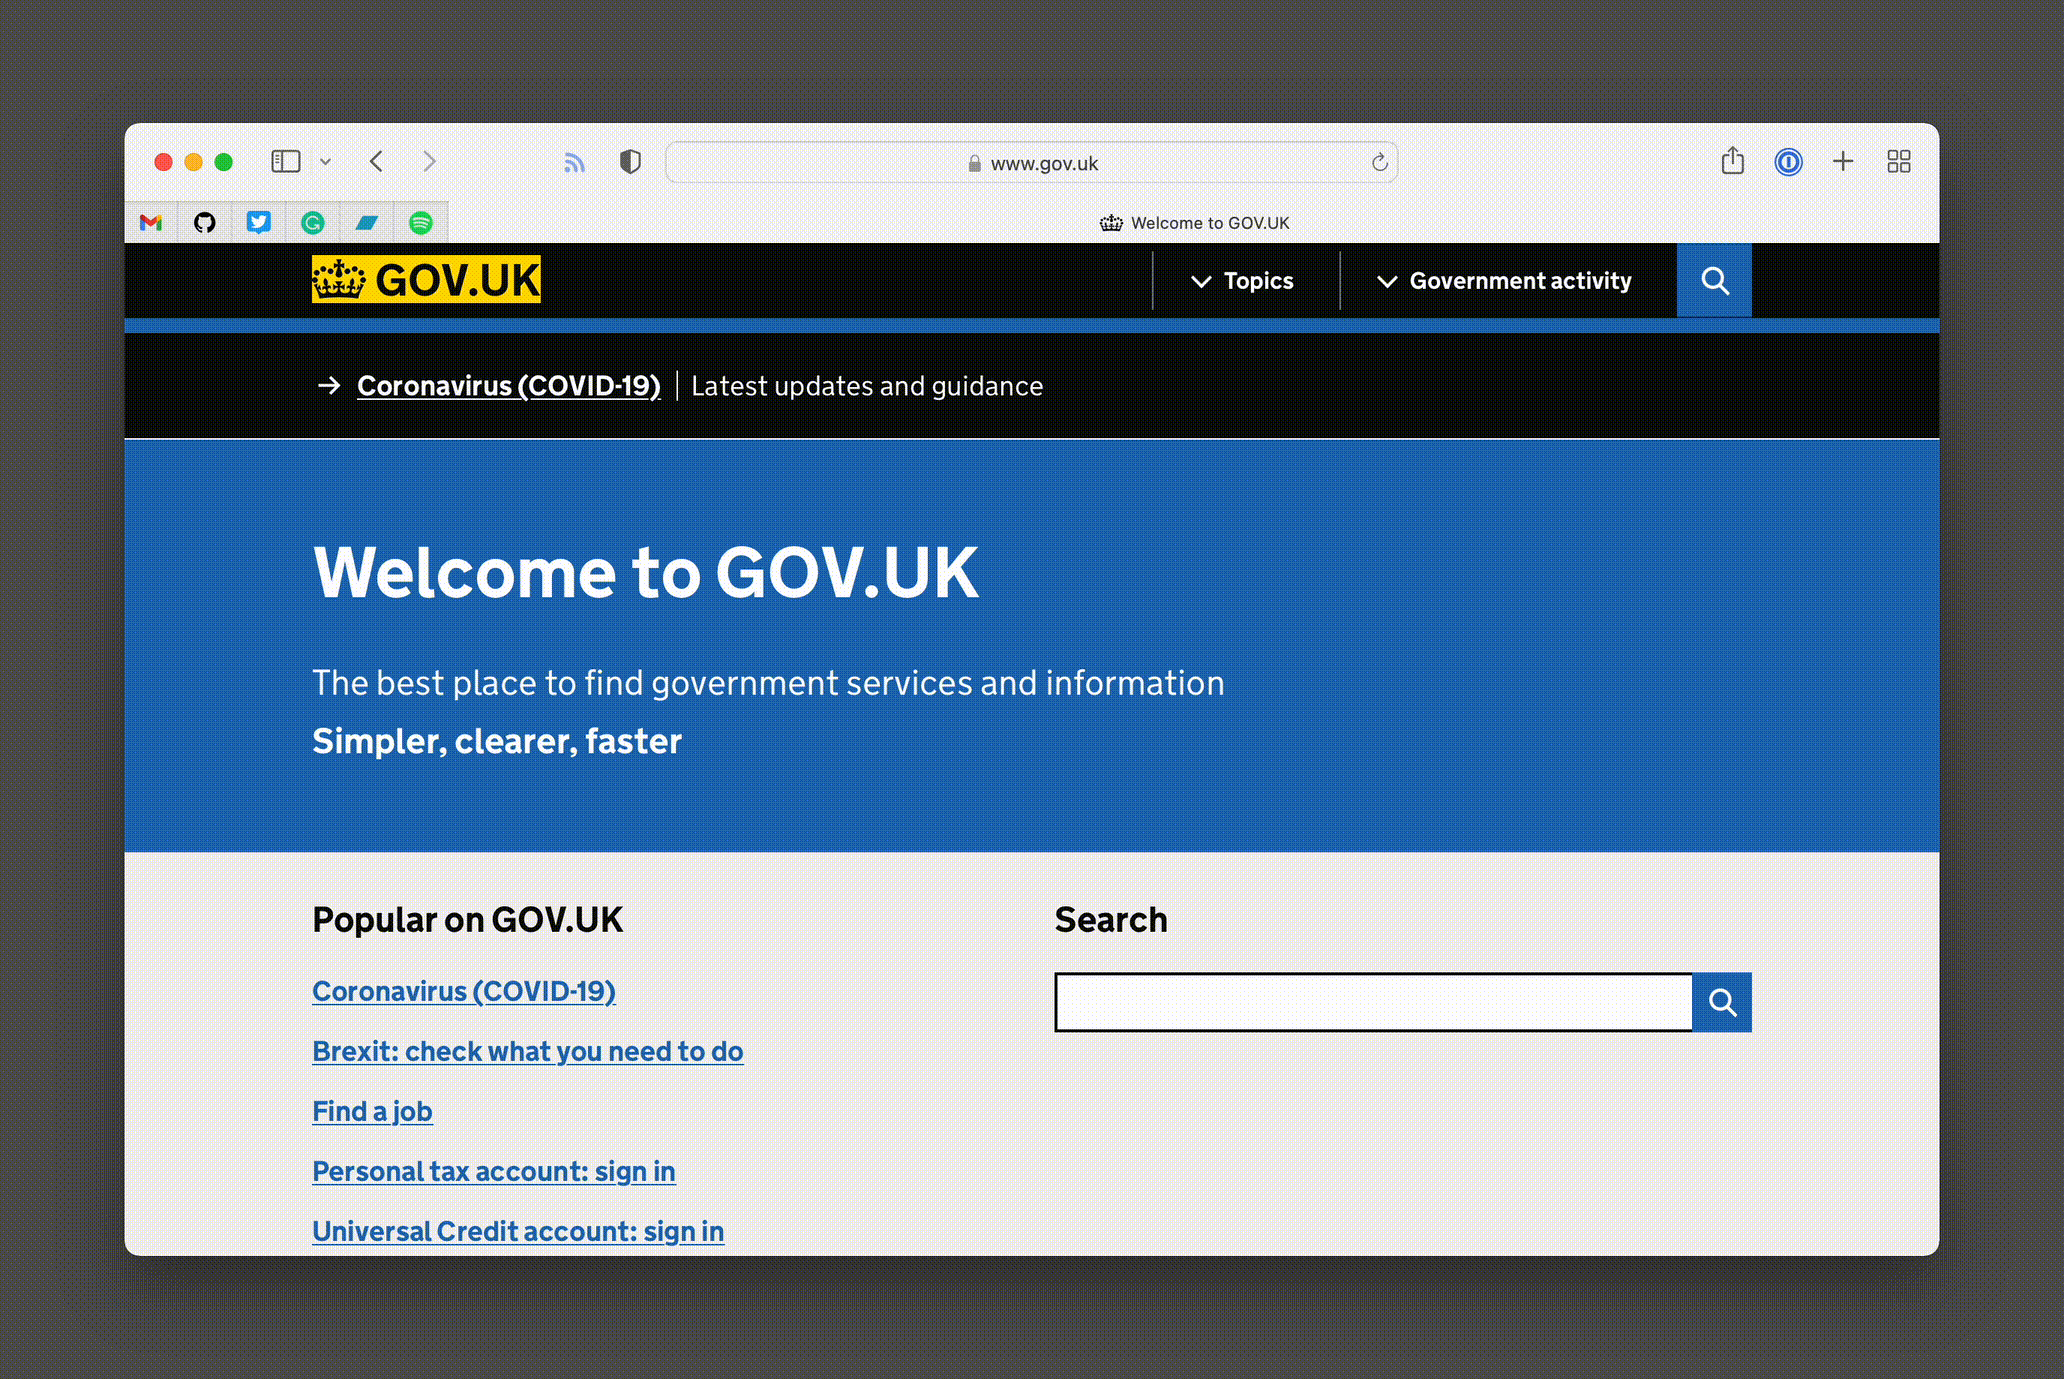 www.gov.uk
Welcome to GOV.UK
GOV.UK
Topics
Government activity
Coronavirus (COVID-19)
Latest updates and guidance
Welcome to GOV.UK
The best place to find government services and information
Simpler, clearer, faster
Popular on GOV.UK
Coronavirus (COVID-19)
Brexit: check what you need to do
Find a job
Personal tax account: sign in
Universal Credit account: sign in
Search